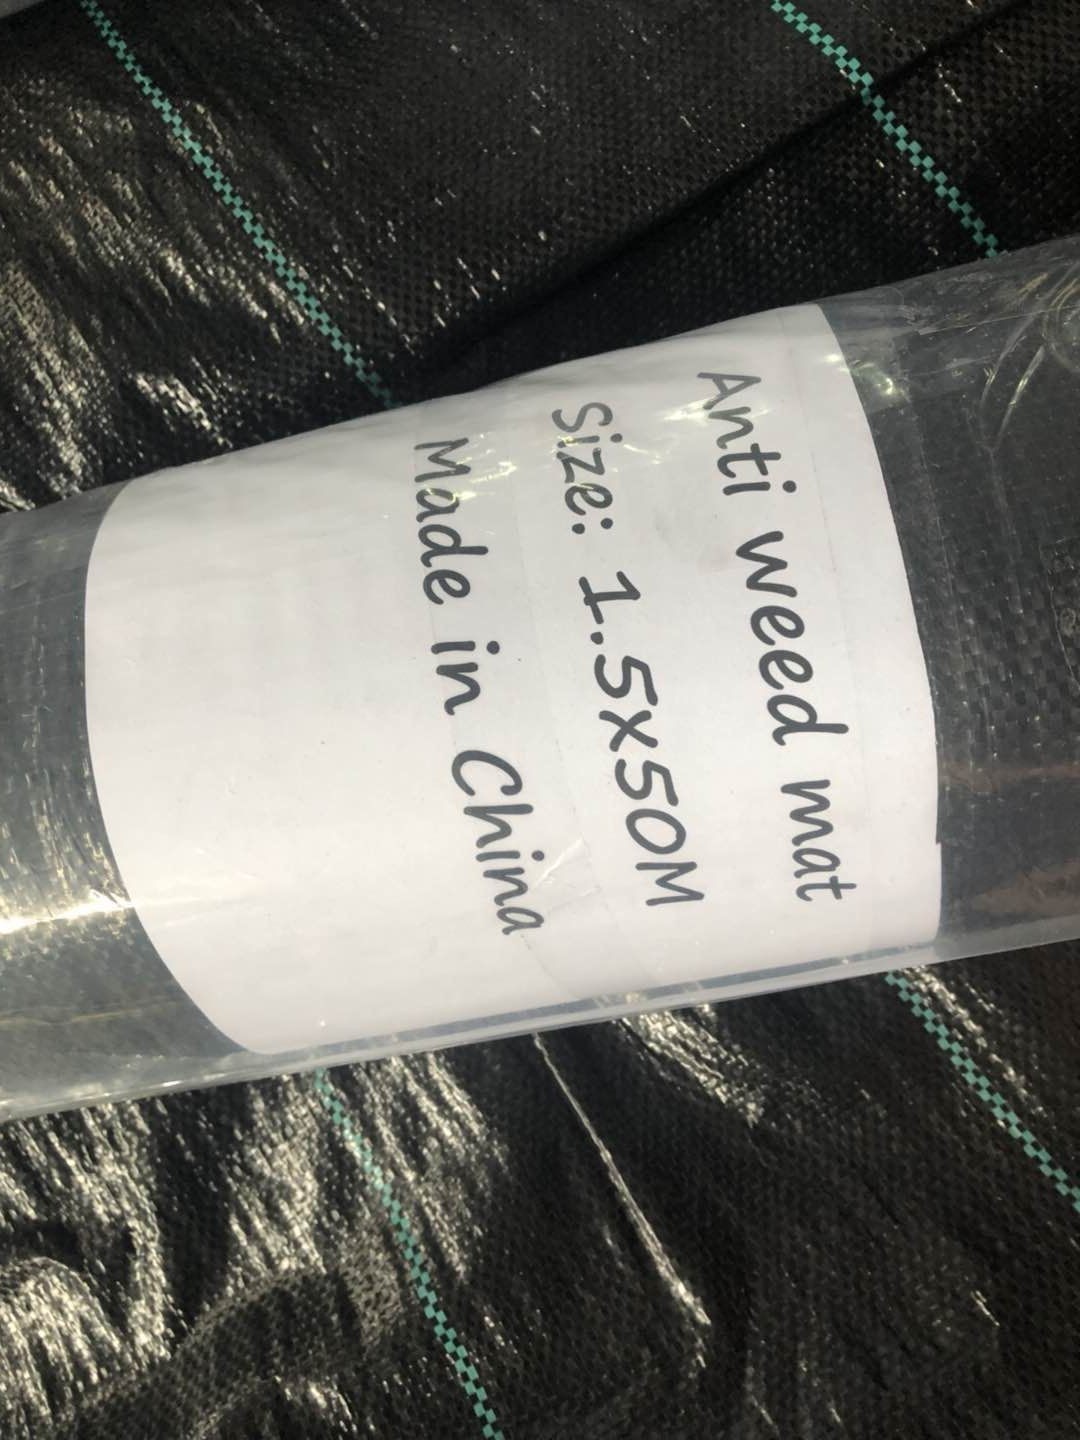 Anti weed mat
Size: 1.5x50M
Made in China